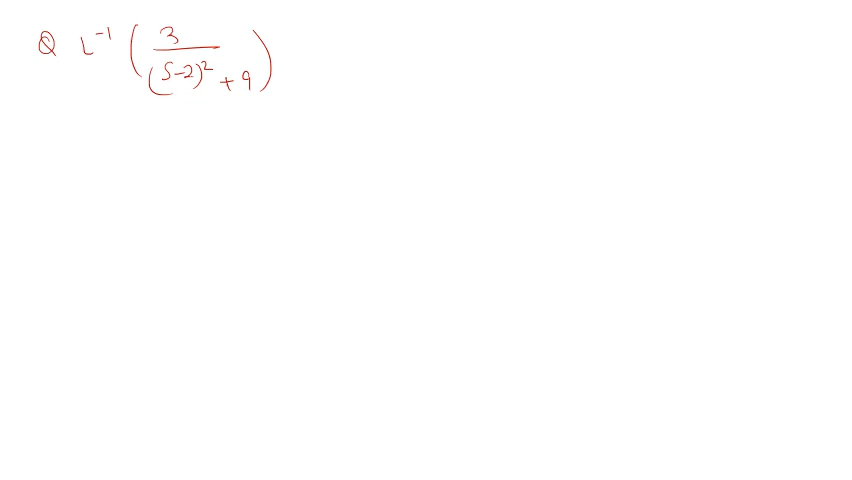 Q L⁻¹ ( 3 / ((s-2)² + 9) )